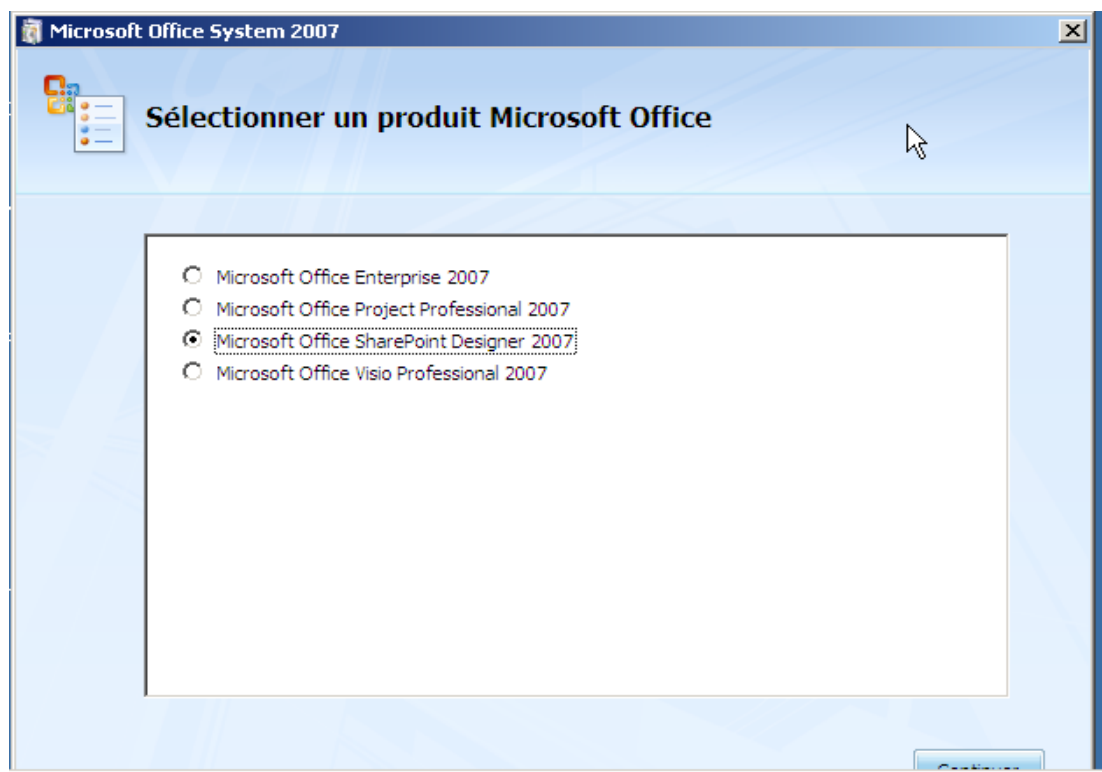 Microsoft Office System 2007
Sélectionner un produit Microsoft Office
Microsoft Office Enterprise 2007
Microsoft Office Project Professional 2007
Microsoft Office SharePoint Designer 2007
Microsoft Office Visio Professional 2007
Continuer